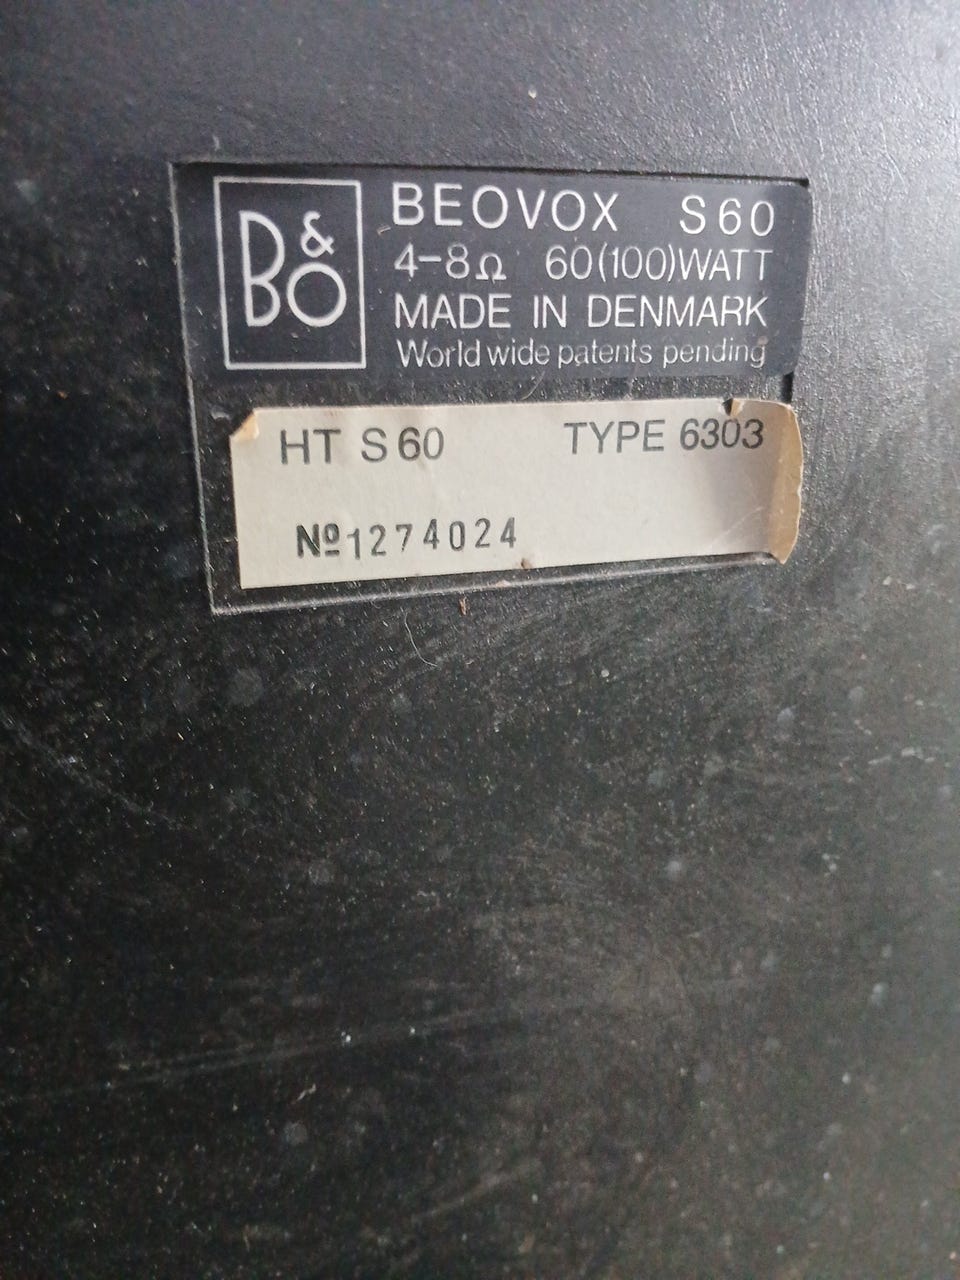 B&O
BEOVOX S60
4-8Ω 60(100)WATT
MADE IN DENMARK
World wide patents pending
HT S60 TYPE 6303
Nº1274024